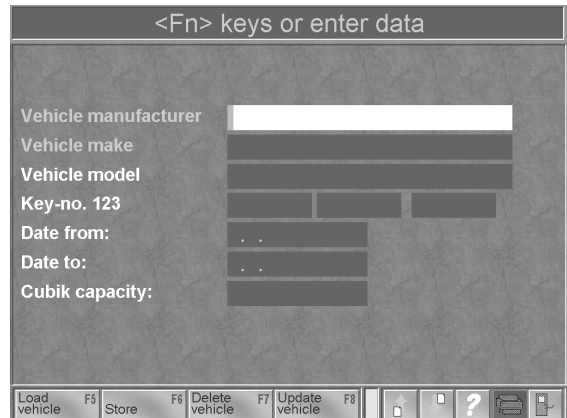 <Fn> keys or enter data
Vehicle manufacturer
Vehicle make
Vehicle model
Key-no. 123
Date from: . .
Date to: . .
Cubik capacity:
Load vehicle F5 Store F6 Delete vehicle F7 Update vehicle F8 ?